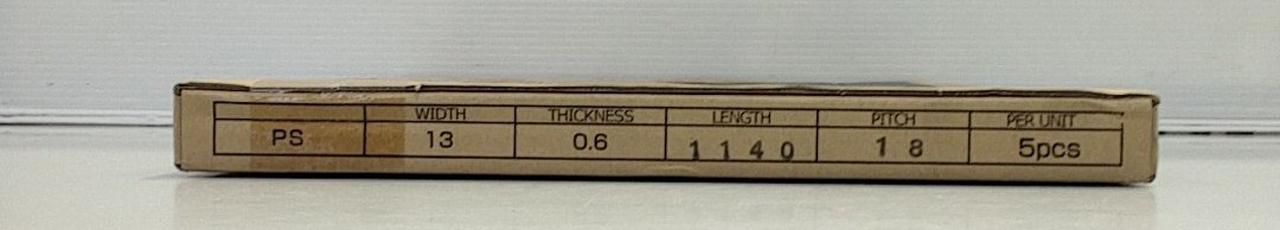 WIDTH THICKNESS LENGTH PITCH PER UNIT
PS 13 0.6 1140 18 5pcs